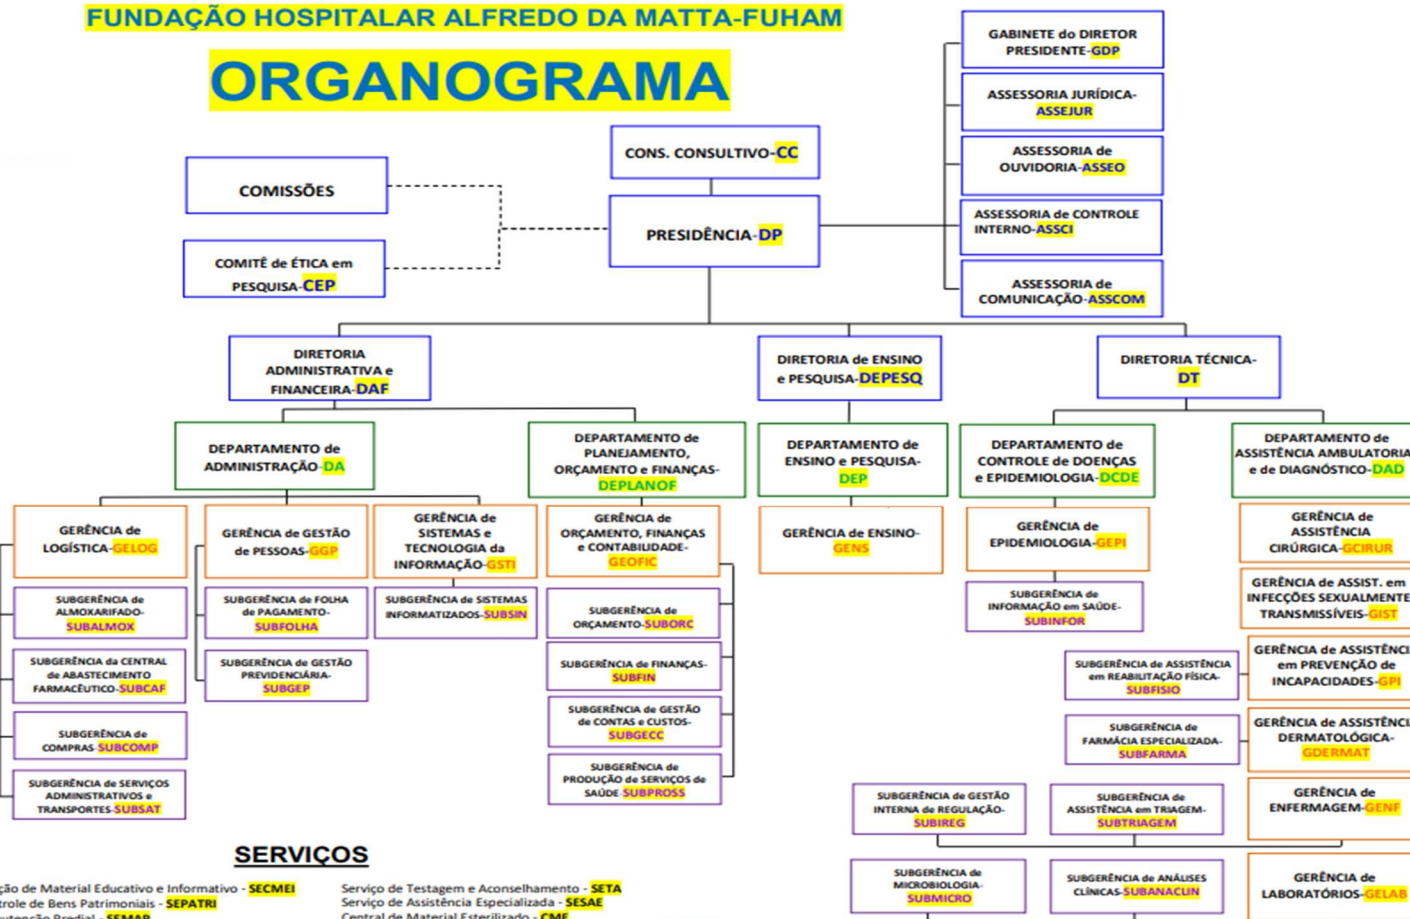 FUNDAÇÃO HOSPITALAR ALFREDO DA MATTA-FUHAM
ORGANOGRAMA
GABINETE do DIRETOR
PRESIDENTE-GDP
ASSESSORIA JURÍDICA-
ASSEJUR
ASSESSORIA de
OUVIDORIA-ASSEO
ASSESSORIA de CONTROLE
INTERNO-ASSCI
ASSESSORIA de
COMUNICAÇÃO-ASSCOM
CONS. CONSULTIVO-CC
PRESIDÊNCIA-DP
COMISSÕES
COMITÊ de ÉTICA em
PESQUISA-CEP
DIRETORIA
ADMINISTRATIVA e
FINANCEIRA-DAF
DIRETORIA de ENSINO
e PESQUISA-DEPESQ
DIRETORIA TÉCNICA-
DT
DEPARTAMENTO de
ADMINISTRAÇÃO-DA
DEPARTAMENTO de
PLANEJAMENTO,
ORÇAMENTO e FINANÇAS-
DEPLANOF
DEPARTAMENTO de
ENSINO e PESQUISA-
DEP
DEPARTAMENTO de
CONTROLE de DOENÇAS
e EPIDEMIOLOGIA-DCDE
DEPARTAMENTO de
ASSISTÊNCIA AMBULATORIA
e de DIAGNÓSTICO-DAD
GERÊNCIA de
LOGÍSTICA-GELOG
GERÊNCIA de GESTÃO
de PESSOAS-GGP
GERÊNCIA de
SISTEMAS e
TECNOLOGIA da
INFORMAÇÃO-GSTI
GERÊNCIA de
ORÇAMENTO, FINANÇAS
e CONTABILIDADE-
GEOFIC
GERÊNCIA de ENSINO-
GENS
GERÊNCIA de
EPIDEMIOLOGIA-GEPI
GERÊNCIA de
ASSISTÊNCIA
CIRÚRGICA-GCIRUR
SUBGERÊNCIA de
ALMOXARIFADO-
SUBALMOX
SUBGERÊNCIA de FOLHA
de PAGAMENTO-
SUBFOLHA
SUBGERÊNCIA de SISTEMAS
INFORMATIZADOS-SUBSIN
SUBGERÊNCIA de
ORÇAMENTO-SUBORC
SUBGERÊNCIA de
INFORMAÇÃO em SAÚDE-
SUBINFOR
GERÊNCIA de ASSIST. em
INFECÇÕES SEXUALMENTE
TRANSMISSÍVEIS-GIST
SUBGERÊNCIA da CENTRAL
de ABASTECIMENTO
FARMACÊUTICO-SUBCAF
SUBGERÊNCIA de GESTÃO
PREVIDENCIÁRIA-
SUBGEP
SUBGERÊNCIA de FINANÇAS-
SUBFIN
SUBGERÊNCIA de ASSISTÊNCIA
em REABILITAÇÃO FÍSICA-
SUBFISIO
GERÊNCIA de ASSISTÊNCI
em PREVENÇÃO de
INCAPACIDADES-GPI
SUBGERÊNCIA de
COMPRAS-SUBCOMP
SUBGERÊNCIA de GESTÃO
de CONTAS e CUSTOS-
SUBGECC
SUBGERÊNCIA de
FARMÁCIA ESPECIALIZADA-
SUBFARMA
GERÊNCIA de ASSISTÊNCI
DERMATOLÓGICA-
GDERMAT
SUBGERÊNCIA de SERVIÇOS
ADMINISTRATIVOS e
TRANSPORTES-SUBSAT
SUBGERÊNCIA de
PRODUÇÃO de SERVIÇOS de
SAÚDE-SUBPROSS
SUBGERÊNCIA de GESTÃO
INTERNA de REGULAÇÃO-
SUBIREG
SUBGERÊNCIA de
ASSISTÊNCIA em TRIAGEM-
SUBTRIAGEM
GERÊNCIA de
ENFERMAGEM-GENF
SUBGERÊNCIA de
MICROBIOLOGIA-
SUBMICRO
SUBGERÊNCIA de ANÁLISES
CLÍNICAS-SUBANACLIN
GERÊNCIA de
LABORATÓRIOS-GELAB
SERVIÇOS
ção de Material Educativo e Informativo - SECMEI
trole de Bens Patrimoniais - SEPATRI
nutenção Predial - SEMAP
Serviço de Testagem e Aconselhamento - SETA
Serviço de Assistência Especializada - SESAE
Central de Material Esterilizado - CME